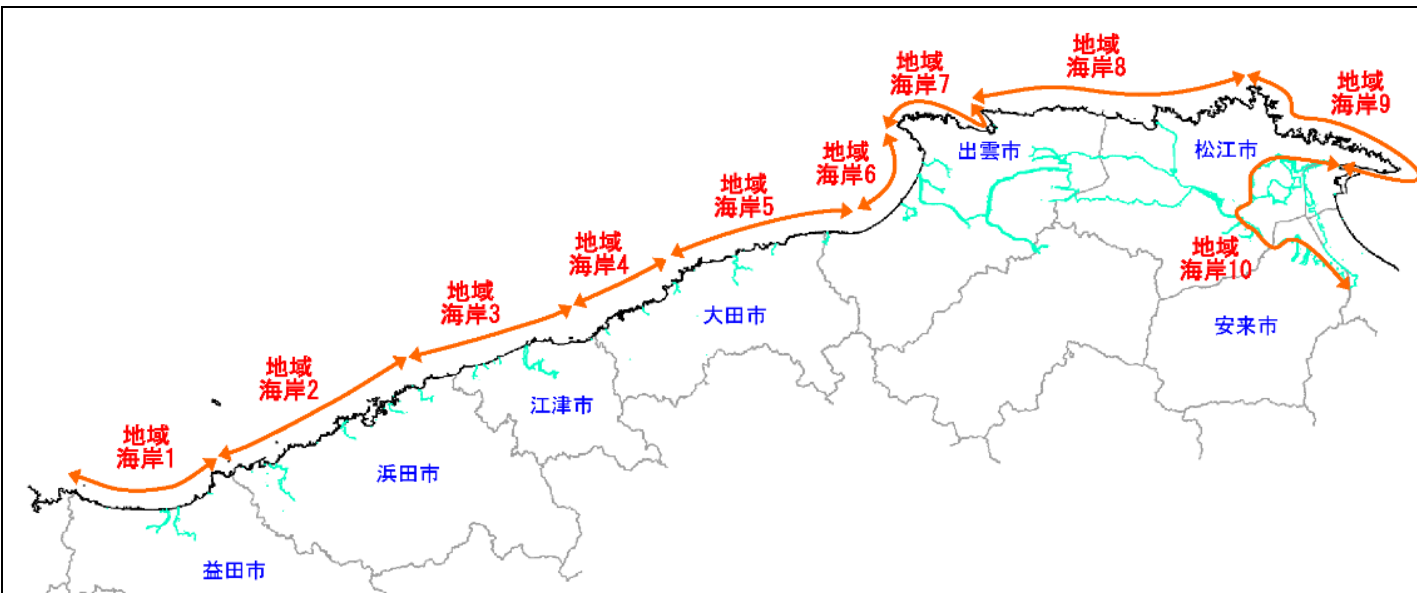 地域
海岸1
地域
海岸2
地域
海岸3
地域
海岸4
地域
海岸5
地域
海岸6
地域
海岸7
地域
海岸8
地域
海岸9
地域
海岸10
益田市
浜田市
江津市
大田市
出雲市
松江市
安来市